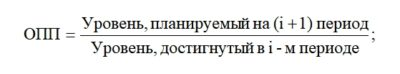 ОПП = Уровень, планируемый на (i + 1) период
Уровень, достигнутый в i - м периоде ;